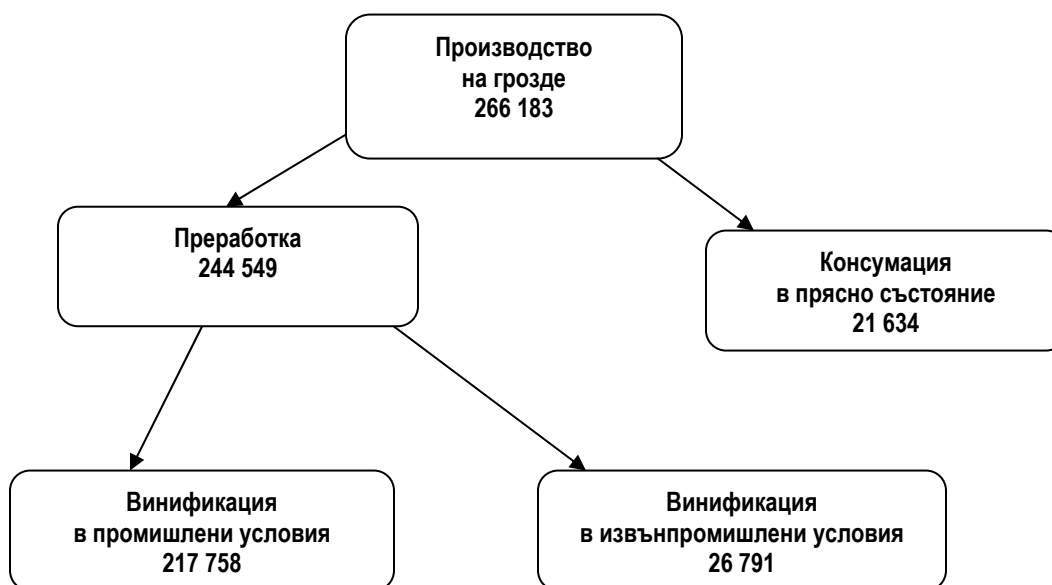 Производство
на грозде
266 183
Преработка
244 549
Консумация
в прясно състояние
21 634
Винификация
в промишлени условия
217 758
Винификация
в извънпромишлени условия
26 791